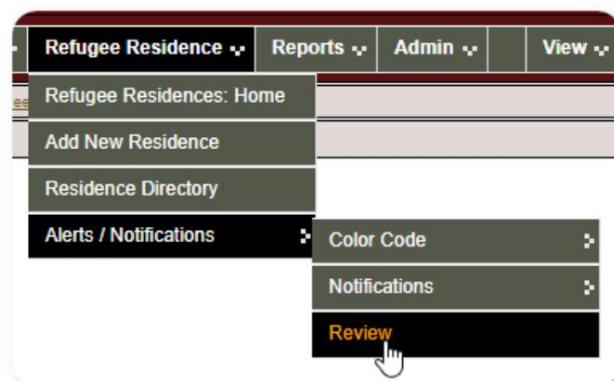 Refugee Residence Reports Admin View
Refugee Residences: Home
Add New Residence
Residence Directory
Alerts / Notifications
Color Code
Notifications
Review